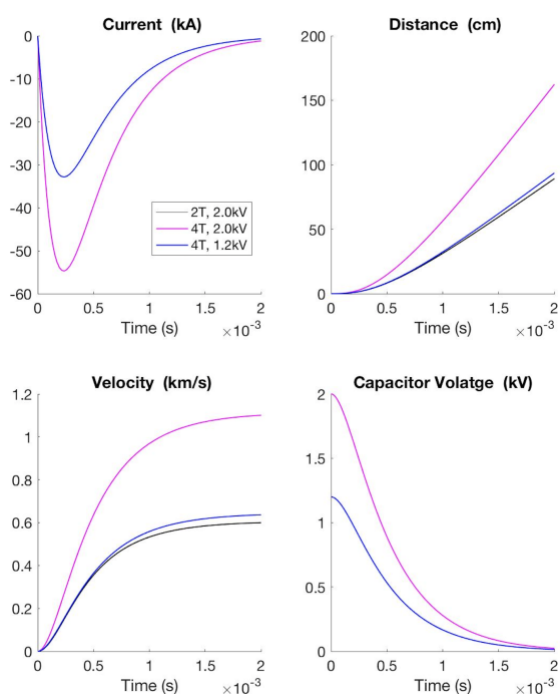 Current (kA)
0
-10
-20
-30
-40
-50
-60
2T, 2.0kV
4T, 2.0kV
4T, 1.2kV
0 0.5 1 1.5 2
Time (s) ×10⁻³
Distance (cm)
200
150
100
50
0
0 0.5 1 1.5 2
Time (s) ×10⁻³
Velocity (km/s)
1.2
1
0.8
0.6
0.4
0.2
0
0 0.5 1 1.5 2
Time (s) ×10⁻³
Capacitor Volatge (kV)
2
1.5
1
0.5
0
0 0.5 1 1.5 2
Time (s) ×10⁻³